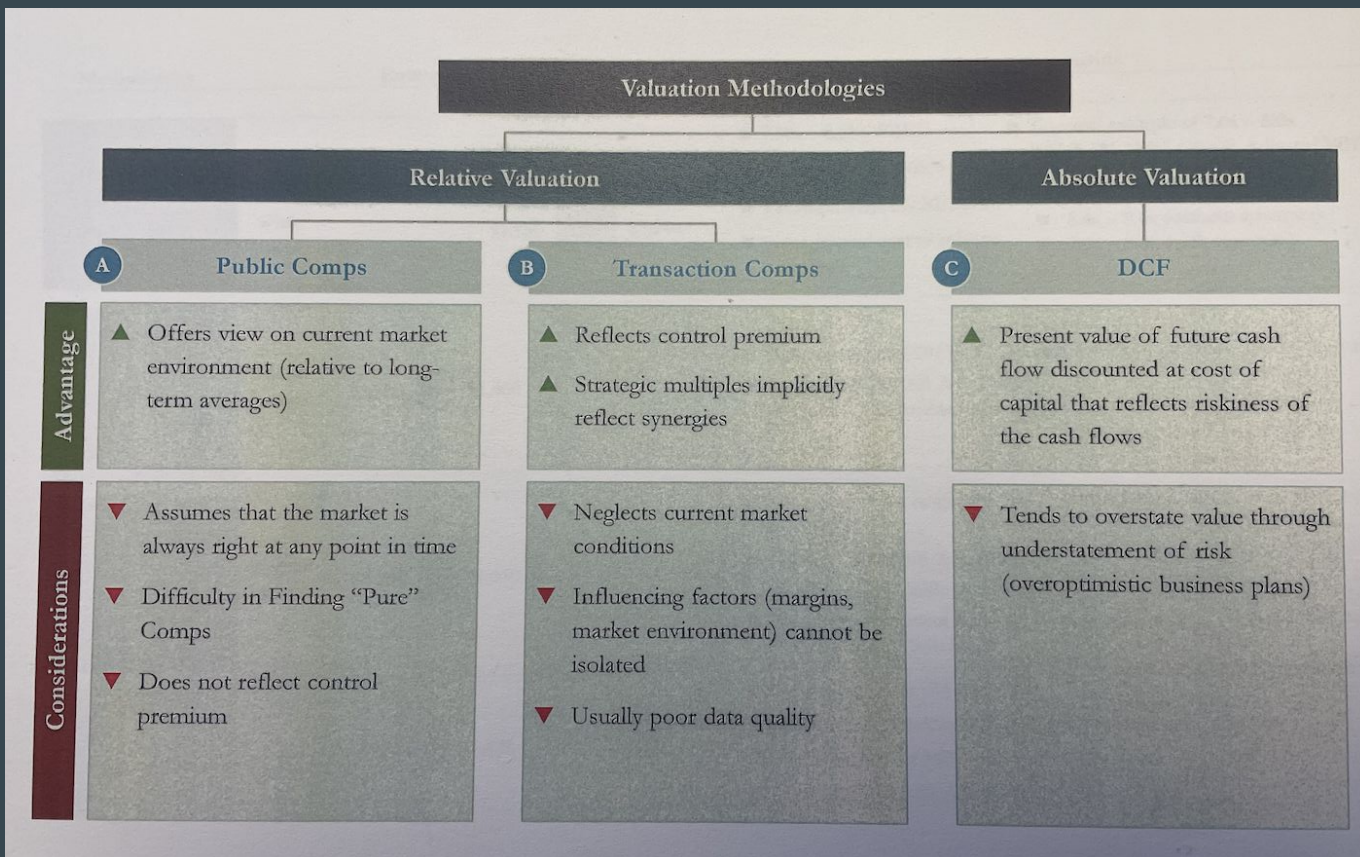 Valuation Methodologies
Relative Valuation
Absolute Valuation
A
Public Comps
B
Transaction Comps
C
DCF
Advantage
Offers view on current market
environment (relative to long-
term averages)
Reflects control premium
Strategic multiples implicitly
reflect synergies
Present value of future cash
flow discounted at cost of
capital that reflects riskiness of
the cash flows
Considerations
Assumes that the market is
always right at any point in time
Difficulty in Finding “Pure”
Comps
Does not reflect control
premium
Neglects current market
conditions
Influencing factors (margins,
market environment) cannot be
isolated
Usually poor data quality
Tends to overstate value through
understatement of risk
(overoptimistic business plans)